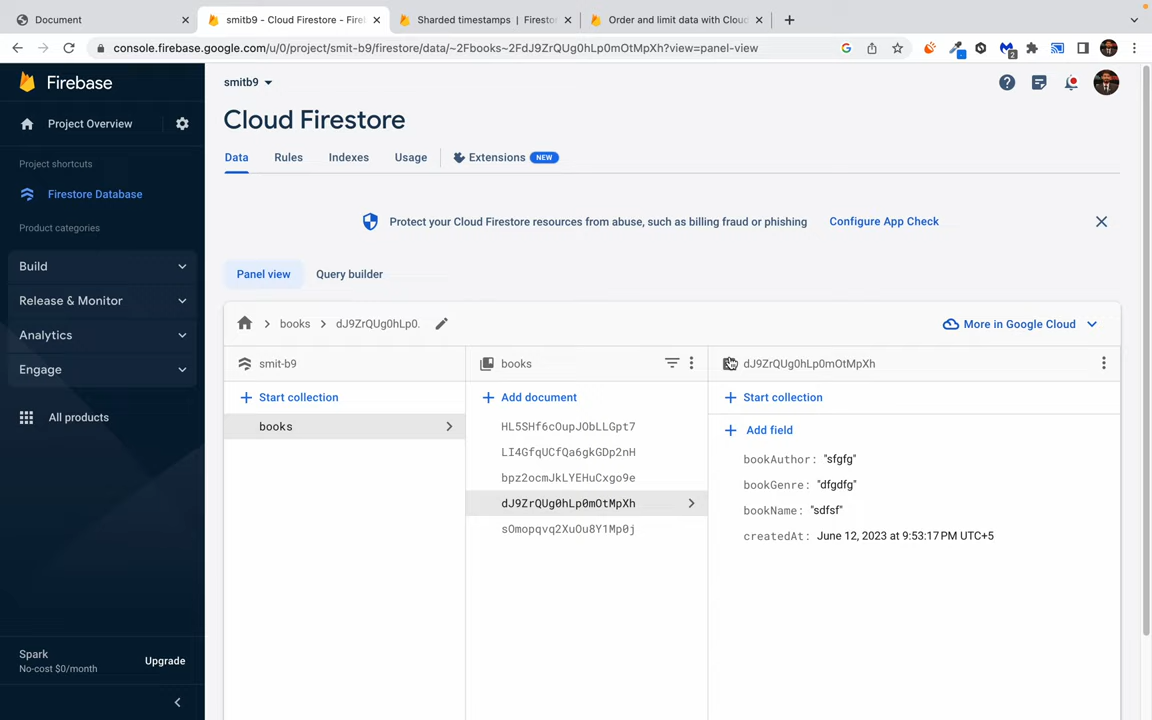 Document
smitb9 - Cloud Firestore - Fire
Sharded timestamps | Firesto
Order and limit data with Clou
console.firebase.google.com/u/0/project/smit-b9/firestore/data/~2Fbooks~2FdJ9ZrQUg0hLp0mOtMpXh?view=panel-view
2
Firebase
smitb9
Project Overview
Cloud Firestore
Project shortcuts
Data
Rules
Indexes
Usage
Extensions
NEW
Firestore Database
Product categories
Protect your Cloud Firestore resources from abuse, such as billing fraud or phishing
Configure App Check
Build
Release & Monitor
Analytics
Engage
All products
Panel view
Query builder
books
dJ9ZrQUg0hLp0.
More in Google Cloud
smit-b9
books
dJ9ZrQUg0hLp0mOtMpXh
Start collection
Add document
Start collection
books
HL5SHf6cOupJObLLGpt7
LI4GfqUCfQa6gkGDp2nH
bpz2ocmJkLYEHuCxgo9e
dJ9ZrQUg0hLp0mOtMpXh
sOmopqvq2XuOu8Y1Mp0j
Add field
bookAuthor: "sfgfg"
bookGenre: "dfgdfg"
bookName: "sdfsf"
createdAt: June 12, 2023 at 9:53:17 PM UTC+5
Spark
No-cost $0/month
Upgrade